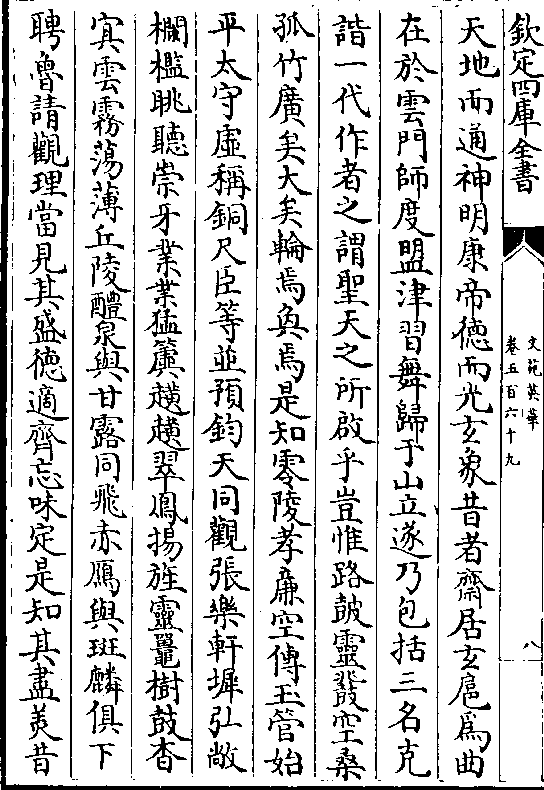 欽定四庫全書
文苑英華
卷五百六十九
八
天地而通神明康帝德而光玄象昔者齋居玄扈爲曲
在於雲門師度盟津習舞歸于山立遂乃包括三名克
諧一代作者之謂聖天之所啟乎豈惟路鼓靈鼗空桑
孤竹廣矣大矣輪焉奐焉是知零陵孝廉空傳玉管始
平太守虛稱銅尺臣等並預鈞天同觀張樂軒墀弘敞
欄檻眺聽崇牙業業猛簴趪趪翠鳳揚旌靈鼉樹鼓杳
㝠雲霧蕩薄丘陵醴泉與甘露同飛赤鴈與斑麟俱下
聘魯請觀理當見其盛德適齊忘味定是知其盡美昔